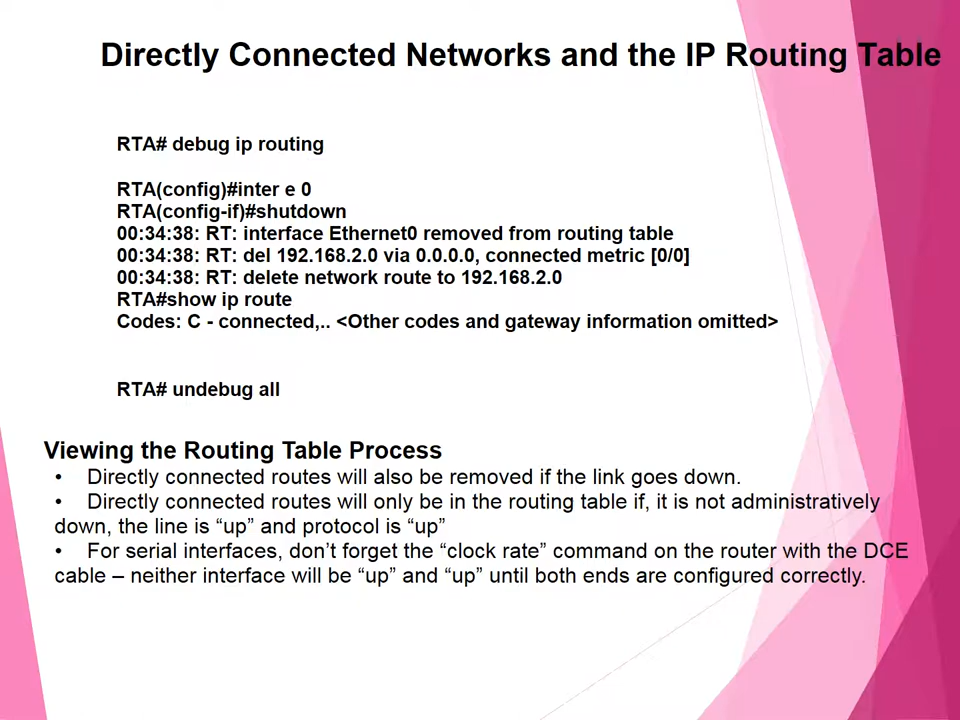 Directly Connected Networks and the IP Routing Table
RTA# debug ip routing
RTA(config)#inter e 0
RTA(config-if)#shutdown
00:34:38: RT: interface Ethernet0 removed from routing table
00:34:38: RT: del 192.168.2.0 via 0.0.0.0, connected metric [0/0]
00:34:38: RT: delete network route to 192.168.2.0
RTA#show ip route
Codes: C - connected,.. <Other codes and gateway information omitted>
RTA# undebug all
Viewing the Routing Table Process
• Directly connected routes will also be removed if the link goes down.
• Directly connected routes will only be in the routing table if, it is not administratively
down, the line is “up” and protocol is “up”
• For serial interfaces, don’t forget the “clock rate” command on the router with the DCE
cable – neither interface will be “up” and “up” until both ends are configured correctly.